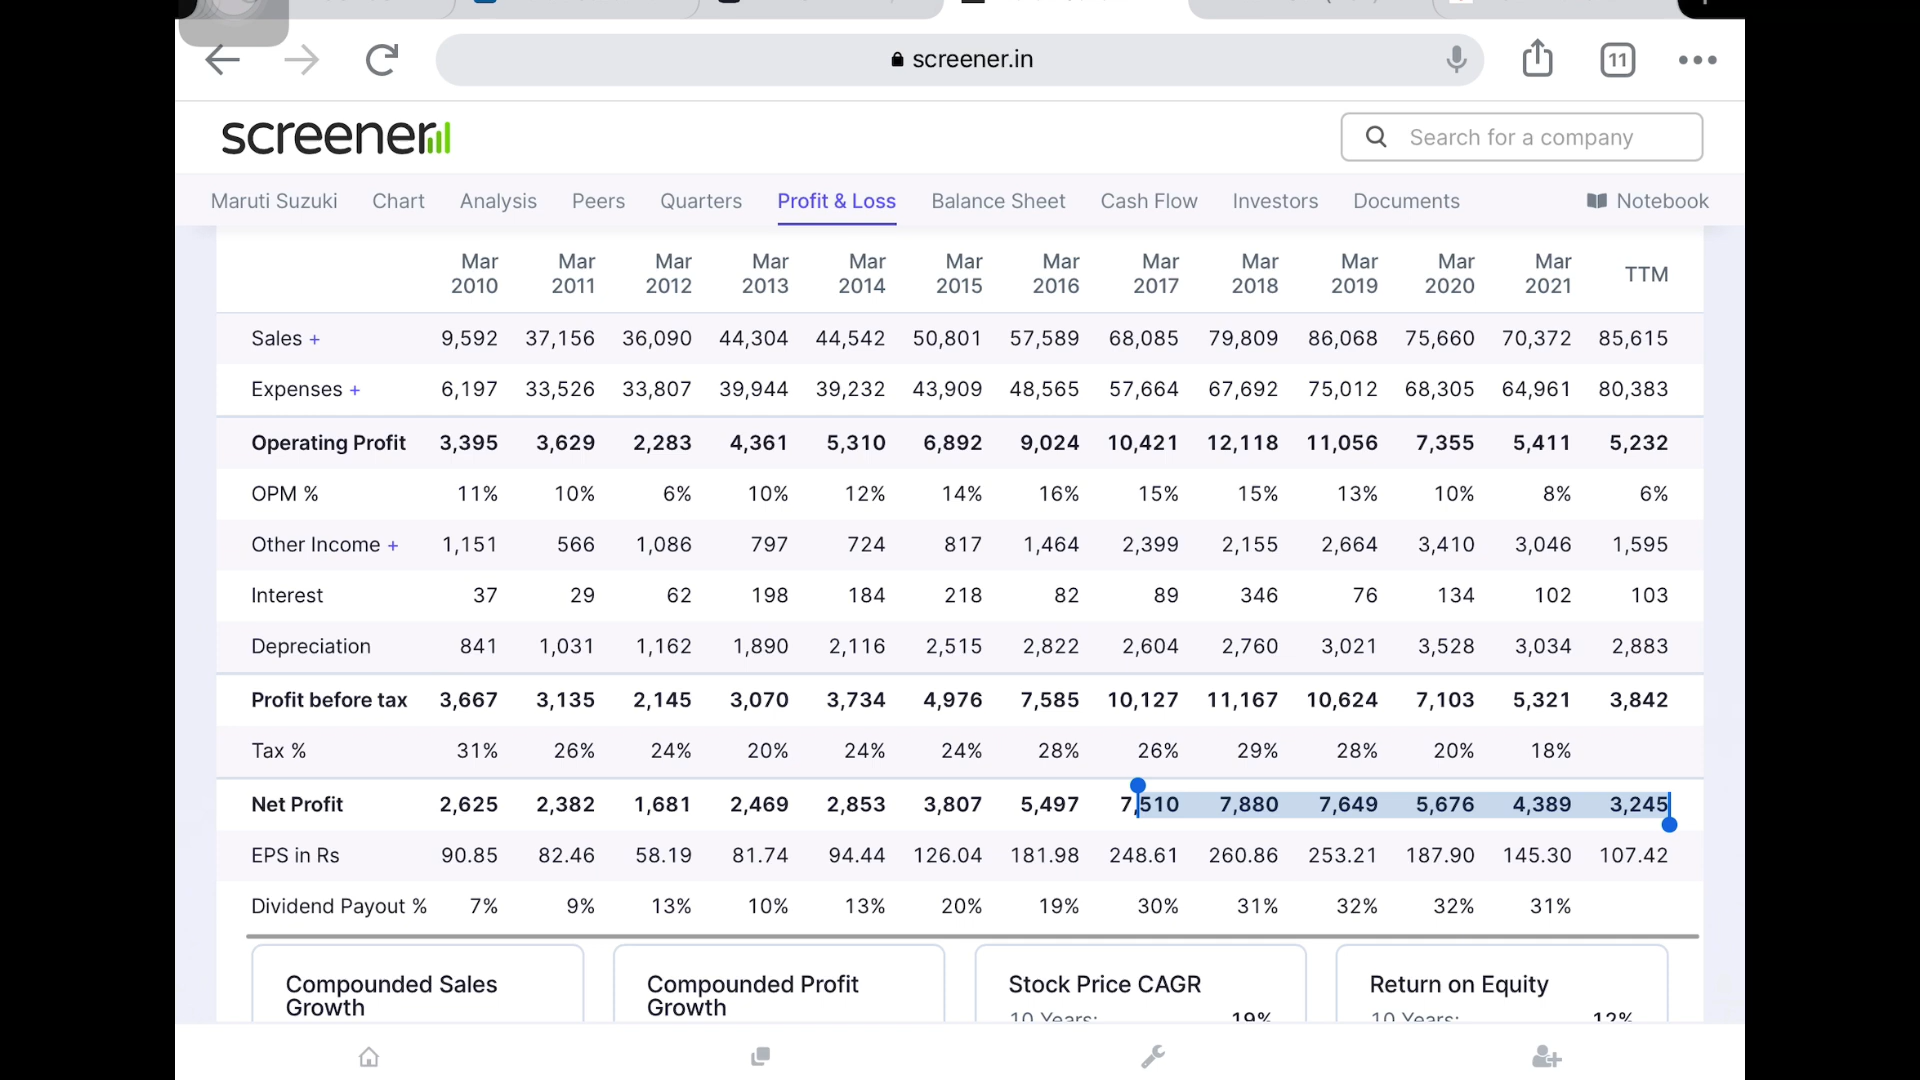 screener.in
11
screener
Search for a company
Maruti Suzuki Chart Analysis Peers Quarters Profit & Loss Balance Sheet Cash Flow Investors Documents Notebook
Mar 2010 Mar 2011 Mar 2012 Mar 2013 Mar 2014 Mar 2015 Mar 2016 Mar 2017 Mar 2018 Mar 2019 Mar 2020 Mar 2021 TTM
Sales + 9,592 37,156 36,090 44,304 44,542 50,801 57,589 68,085 79,809 86,068 75,660 70,372 85,615
Expenses + 6,197 33,526 33,807 39,944 39,232 43,909 48,565 57,664 67,692 75,012 68,305 64,961 80,383
Operating Profit 3,395 3,629 2,283 4,361 5,310 6,892 9,024 10,421 12,118 11,056 7,355 5,411 5,232
OPM % 11% 10% 6% 10% 12% 14% 16% 15% 15% 13% 10% 8% 6%
Other Income + 1,151 566 1,086 797 724 817 1,464 2,399 2,155 2,664 3,410 3,046 1,595
Interest 37 29 62 198 184 218 82 89 346 76 134 102 103
Depreciation 841 1,031 1,162 1,890 2,116 2,515 2,822 2,604 2,760 3,021 3,528 3,034 2,883
Profit before tax 3,667 3,135 2,145 3,070 3,734 4,976 7,585 10,127 11,167 10,624 7,103 5,321 3,842
Tax % 31% 26% 24% 20% 24% 24% 28% 26% 29% 28% 20% 18%
Net Profit 2,625 2,382 1,681 2,469 2,853 3,807 5,497 7,510 7,880 7,649 5,676 4,389 3,245
EPS in Rs 90.85 82.46 58.19 81.74 94.44 126.04 181.98 248.61 260.86 253.21 187.90 145.30 107.42
Dividend Payout % 7% 9% 13% 10% 13% 20% 19% 30% 31% 32% 32% 31%
Compounded Sales Growth
Compounded Profit Growth
Stock Price CAGR
10 Years: 19%
Return on Equity
10 Years: 12%